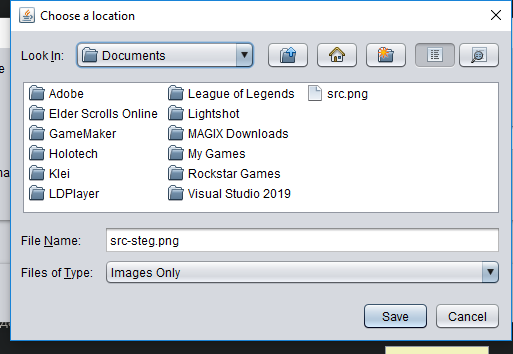 Choose a location
Look In: Documents
Adobe League of Legends src.png
Elder Scrolls Online Lightshot
GameMaker MAGIX Downloads
Holotech My Games
Klei Rockstar Games
LDPlayer Visual Studio 2019
File Name: src-steg.png
Files of Type: Images Only
Save Cancel